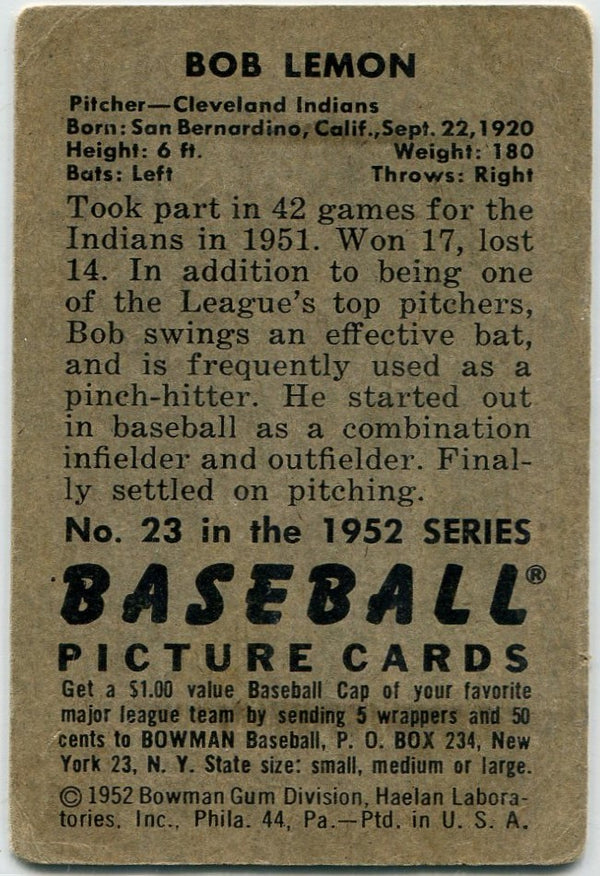 BOB LEMON
Pitcher—Cleveland Indians
Born: San Bernardino, Calif., Sept. 22, 1920
Height: 6 ft. Weight: 180
Bats: Left Throws: Right
Took part in 42 games for the
Indians in 1951. Won 17, lost
14. In addition to being one
of the League's top pitchers,
Bob swings an effective bat,
and is frequently used as a
pinch-hitter. He started out
in baseball as a combination
infielder and outfielder. Final-
ly settled on pitching.
No. 23 in the 1952 SERIES
BASEBALL®
PICTURE CARDS
Get a $1.00 value Baseball Cap of your favorite
major league team by sending 5 wrappers and 50
cents to BOWMAN Baseball, P. O. BOX 234, New
York 23, N. Y. State size: small, medium or large.
© 1952 Bowman Gum Division, Haelan Labora-
tories, Inc., Phila. 44, Pa.—Ptd. in U. S. A.